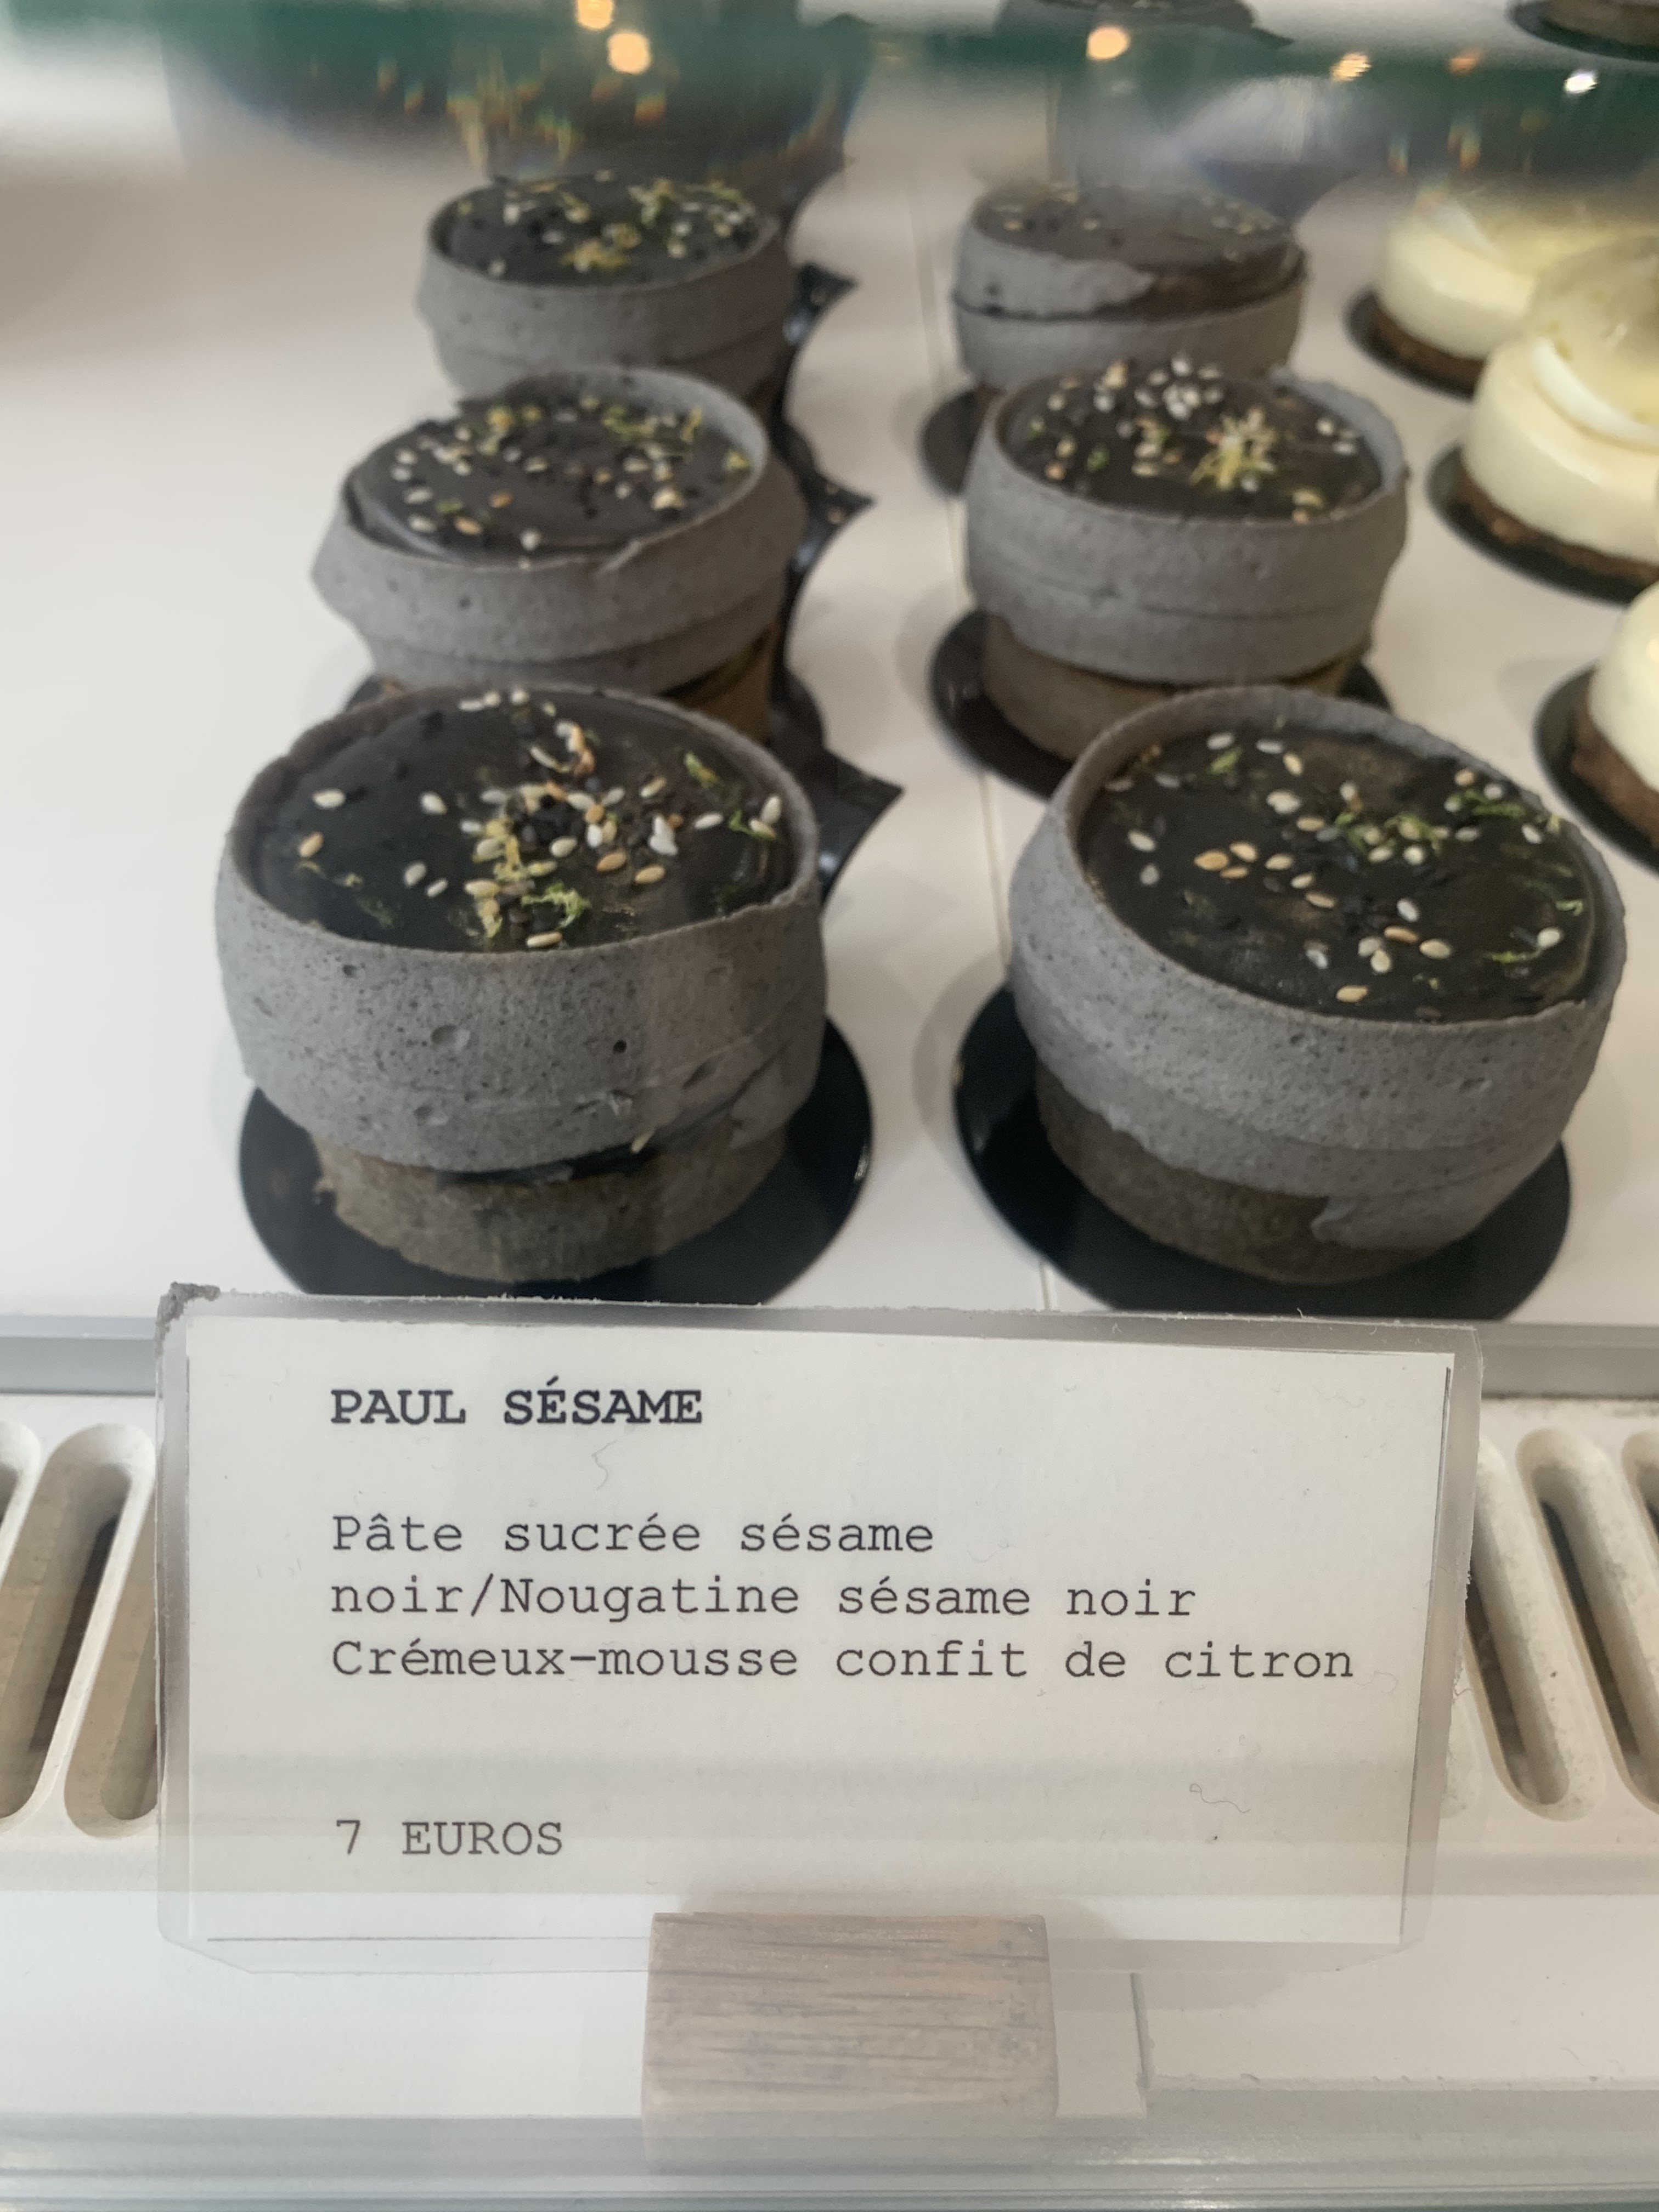 PAUL SÉSAME
Pâte sucrée sésame
noir/Nougatine sésame noir
Crémeux-mousse confit de citron
7 EUROS